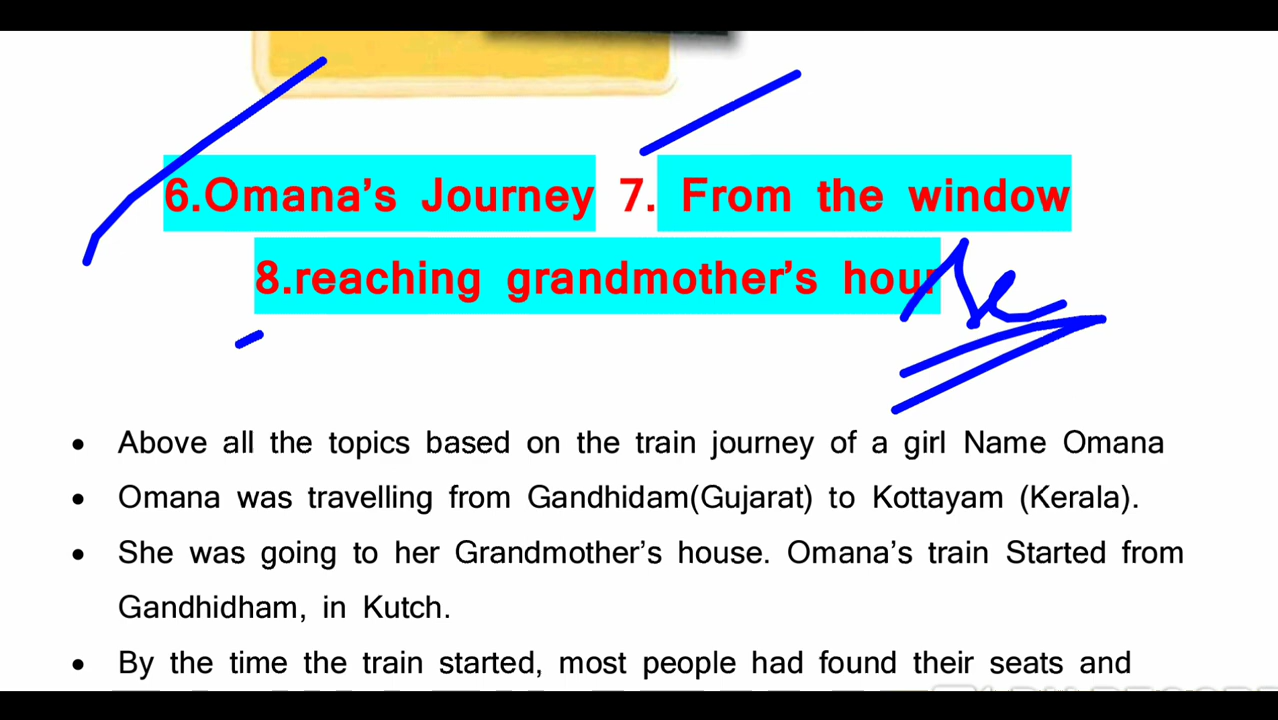 6.Omana’s Journey 7. From the window
8.reaching grandmother’s hour se
• Above all the topics based on the train journey of a girl Name Omana
• Omana was travelling from Gandhidam(Gujarat) to Kottayam (Kerala).
• She was going to her Grandmother’s house. Omana’s train Started from
Gandhidham, in Kutch.
• By the time the train started, most people had found their seats and